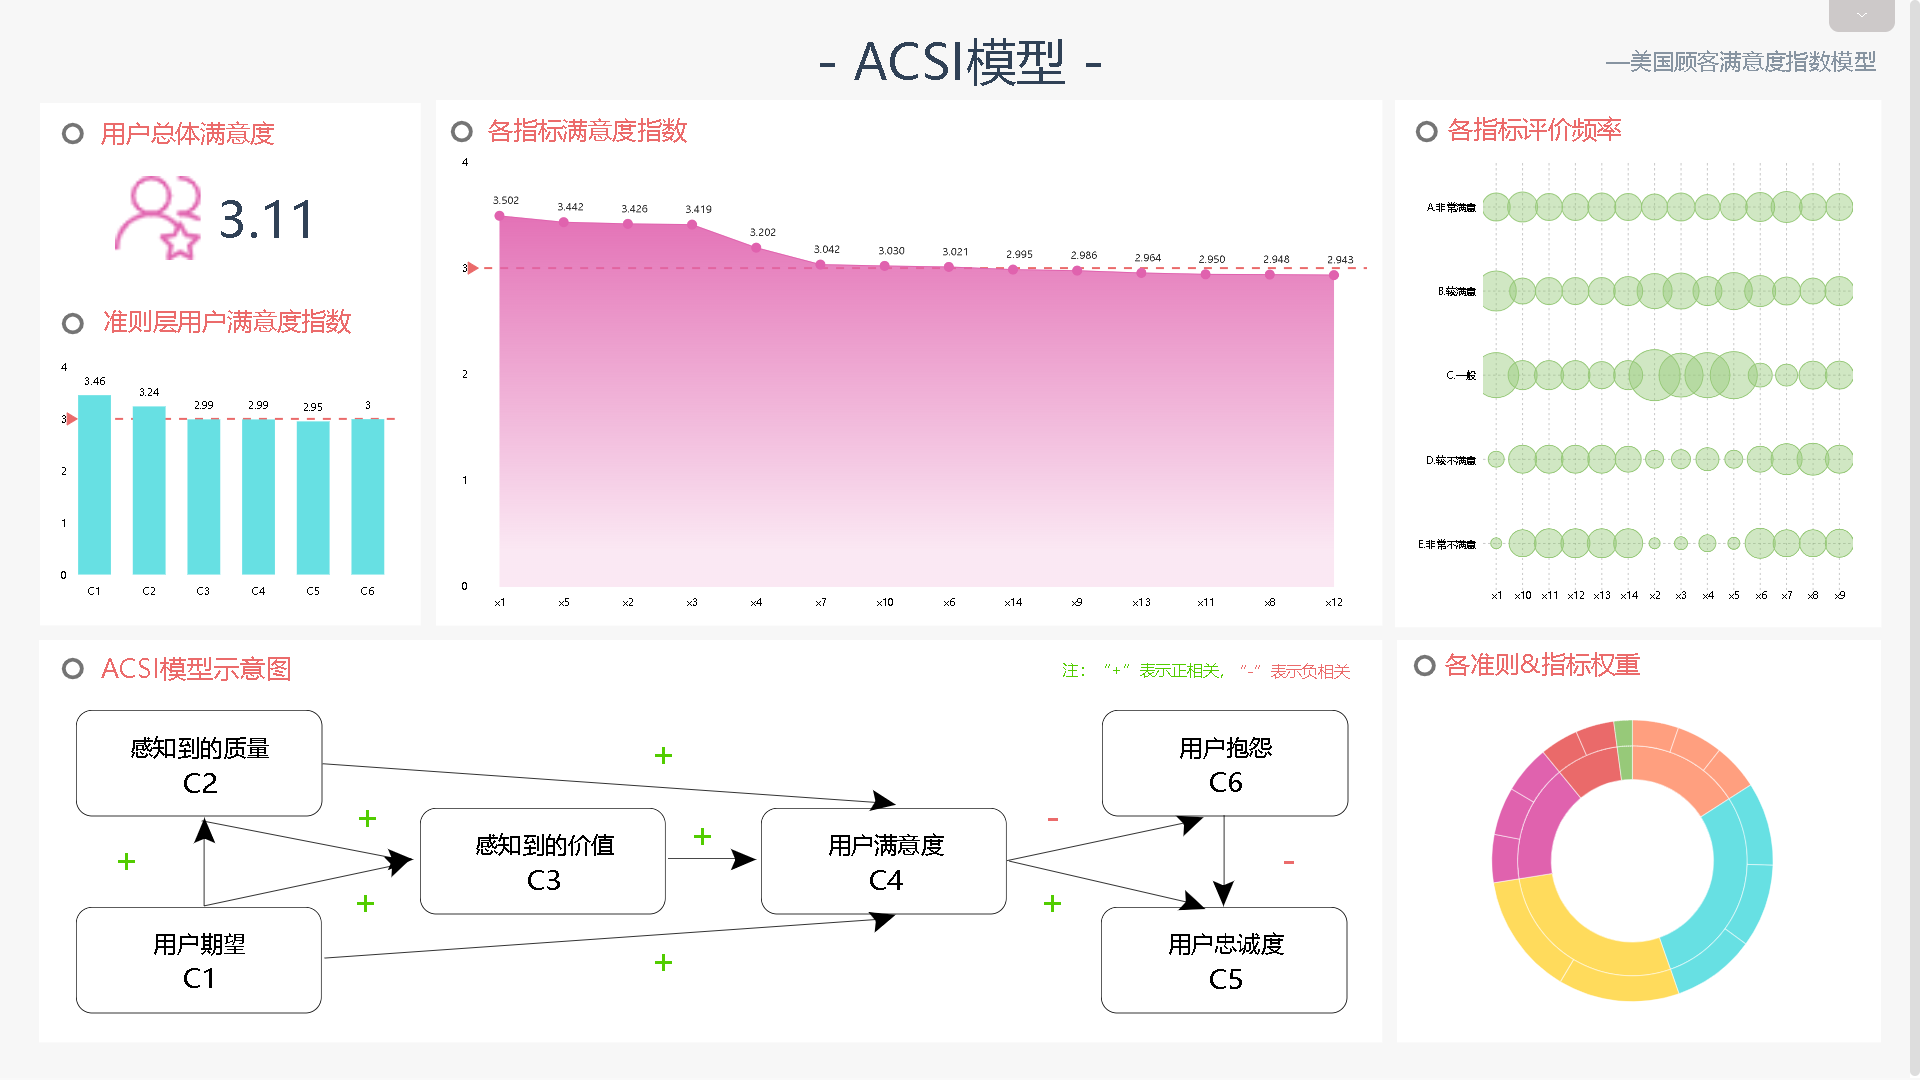 - ACSI模型 -
—美国顾客满意度指数模型
用户总体满意度
3.11
准则层用户满意度指数
4
3
2
1
0
3.46 3.24 2.99 2.99 2.95 3
C1 C2 C3 C4 C5 C6
各指标满意度指数
4
3
2
1
0
3.502 3.442 3.426 3.419 3.202 3.042 3.030 3.021 2.995 2.986 2.964 2.950 2.948 2.943
x1 x5 x2 x3 x4 x7 x10 x6 x14 x9 x13 x11 x8 x12
各指标评价频率
A.非常满意
B.较满意
C.一般
D.较不满意
E.非常不满意
x1 x10 x11 x12 x13 x14 x2 x3 x4 x5 x6 x7 x8 x9
ACSI模型示意图
注：“+”表示正相关,“-”表示负相关
感知到的质量
C2
用户抱怨
C6
感知到的价值
C3
用户满意度
C4
用户期望
C1
用户忠诚度
C5
+
+
+
+
+
+
+
-
-
各准则&指标权重